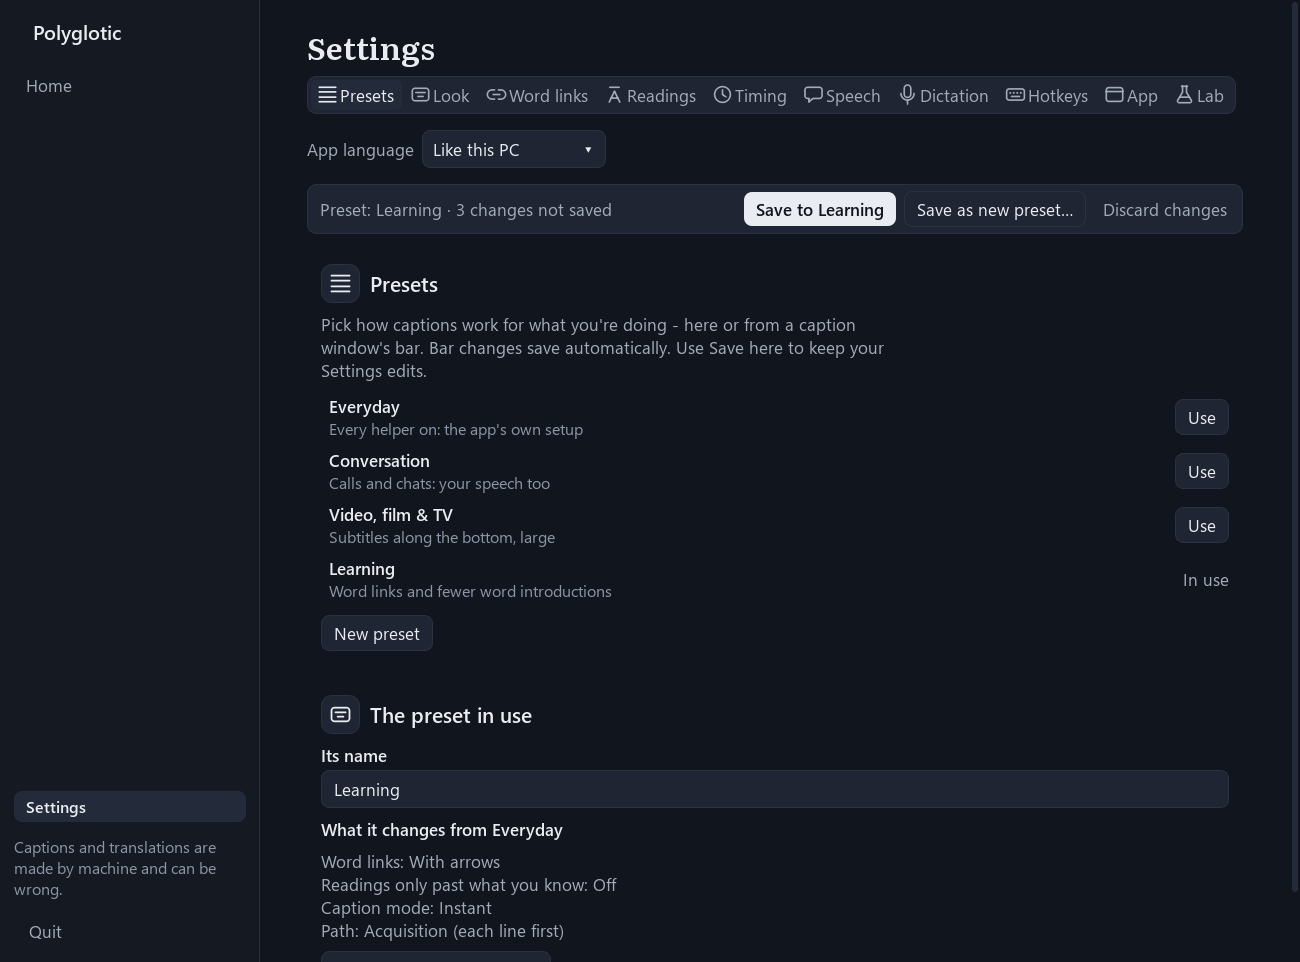 Polyglotic
Home
Settings
Captions and translations are
made by machine and can be
wrong.
Quit
Settings
Presets
Look
Word links
Readings
Timing
Speech
Dictation
Hotkeys
App
Lab
App language
Like this PC
Preset: Learning · 3 changes not saved
Save to Learning
Save as new preset...
Discard changes
Presets
Pick how captions work for what you're doing - here or from a caption
window's bar. Bar changes save automatically. Use Save here to keep your
Settings edits.
Everyday
Every helper on: the app's own setup
Use
Conversation
Calls and chats: your speech too
Use
Video, film & TV
Subtitles along the bottom, large
Use
Learning
Word links and fewer word introductions
In use
New preset
The preset in use
Its name
Learning
What it changes from Everyday
Word links: With arrows
Readings only past what you know: Off
Caption mode: Instant
Path: Acquisition (each line first)